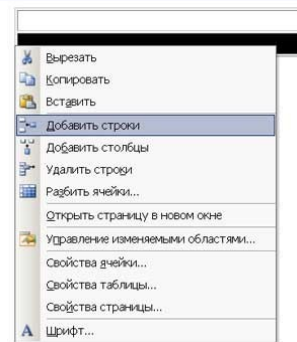 Вырезать
Копировать
Вставить
Добавить строки
Добавить столбцы
Удалить строки
Разбить ячейки...
Открыть страницу в новом окне
Управление изменяемыми областями...
Свойства ячейки...
Свойства таблицы...
Свойства страницы...
Шрифт...